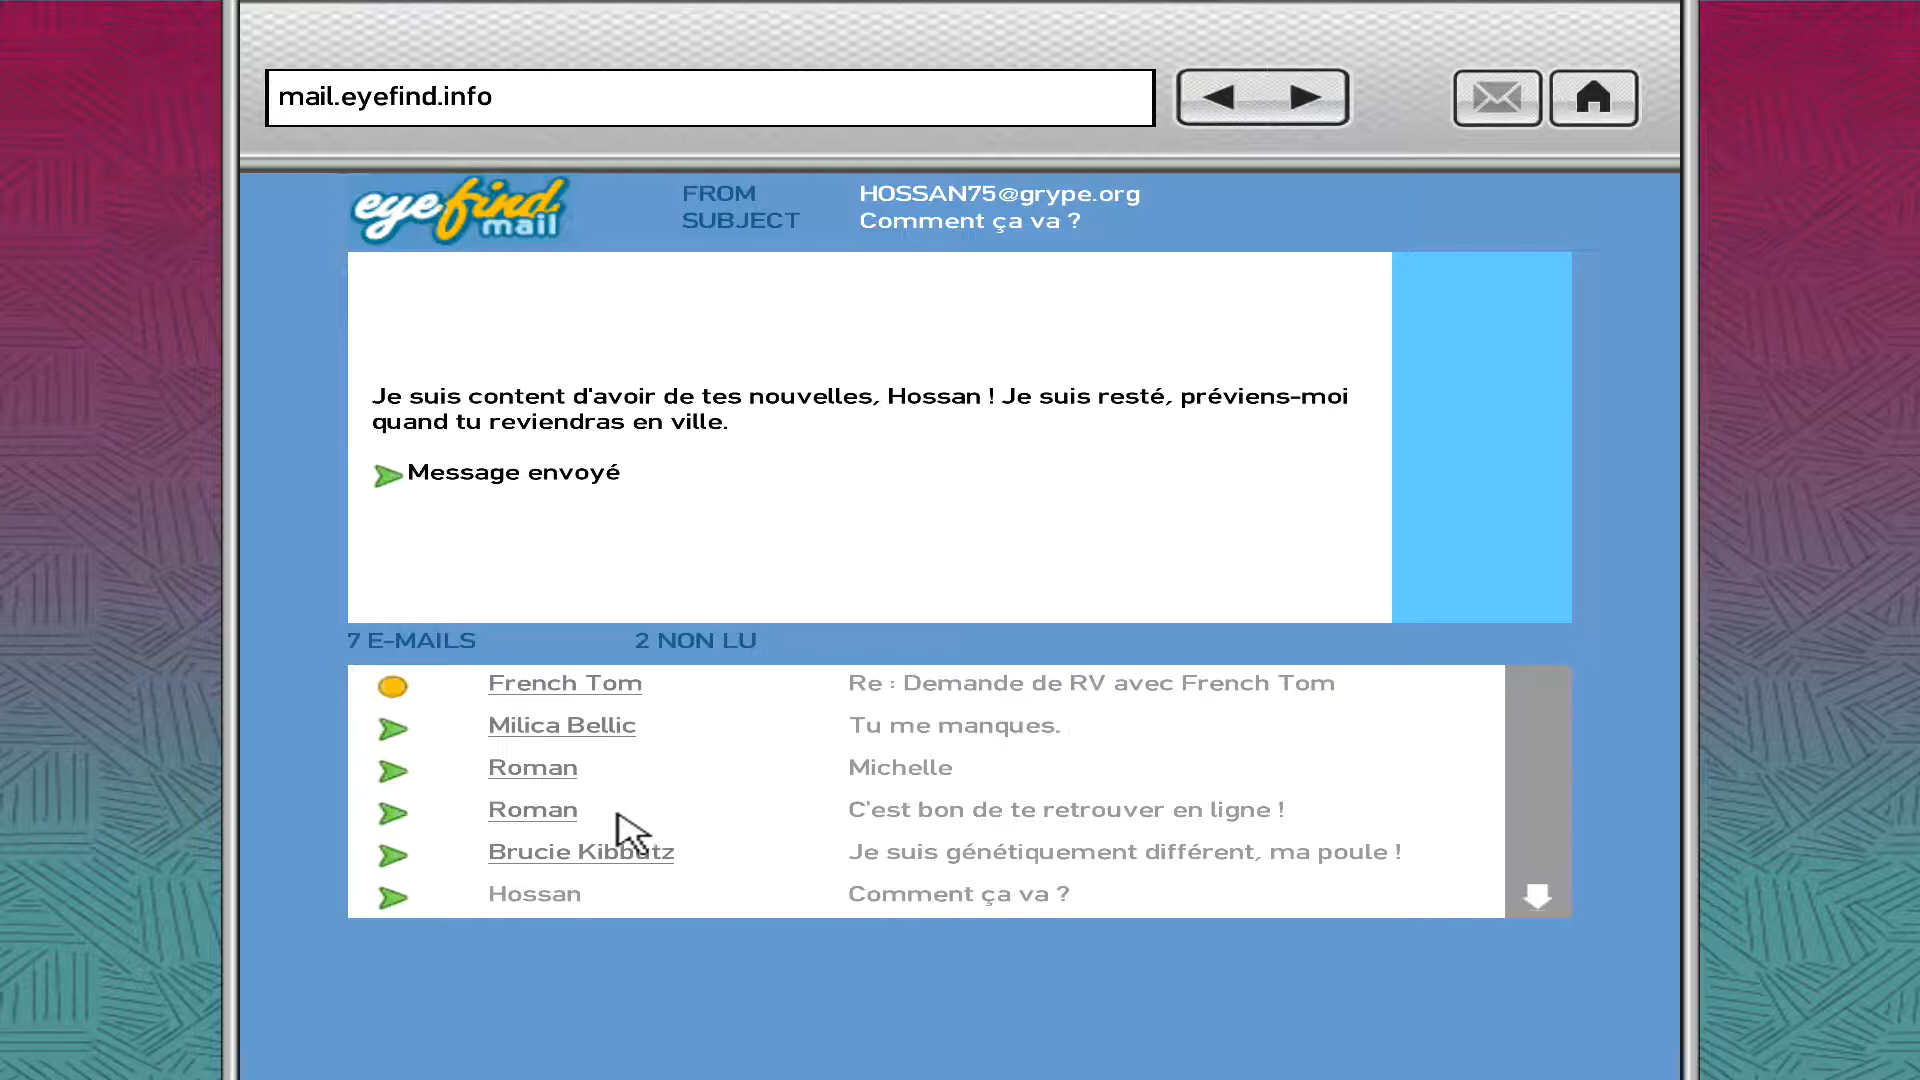 mail.eyefind.info
eyefind
mail
FROM HOSSAN75@grype.org
SUBJECT Comment ça va ?
Je suis content d'avoir de tes nouvelles, Hossan ! Je suis resté, préviens-moi
quand tu reviendras en ville.
Message envoyé
7 E-MAILS 2 NON LU
French Tom Re : Demande de RV avec French Tom
Milica Bellic Tu me manques.
Roman Michelle
Roman C'est bon de te retrouver en ligne !
Brucie Kibbutz Je suis génétiquement différent, ma poule !
Hossan Comment ça va ?